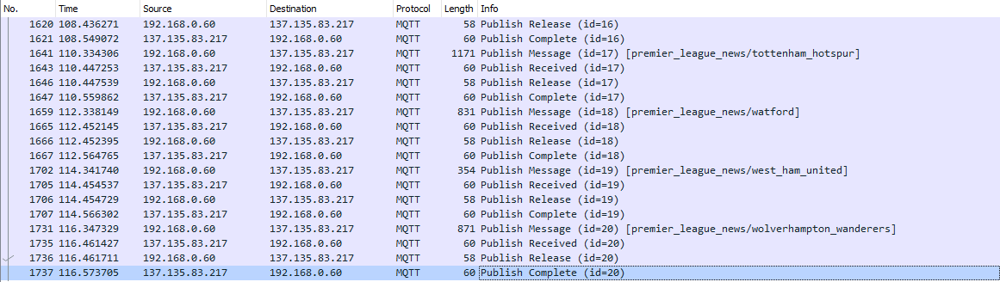 No. Time Source Destination Protocol Length Info
1620 108.436271 192.168.0.60 137.135.83.217 MQTT 58 Publish Release (id=16)
1621 108.549072 137.135.83.217 192.168.0.60 MQTT 60 Publish Complete (id=16)
1641 110.334306 192.168.0.60 137.135.83.217 MQTT 1171 Publish Message (id=17) [premier_league_news/tottenham_hotspur]
1643 110.447253 137.135.83.217 192.168.0.60 MQTT 60 Publish Received (id=17)
1646 110.447539 192.168.0.60 137.135.83.217 MQTT 58 Publish Release (id=17)
1647 110.559862 137.135.83.217 192.168.0.60 MQTT 60 Publish Complete (id=17)
1659 112.338149 192.168.0.60 137.135.83.217 MQTT 831 Publish Message (id=18) [premier_league_news/watford]
1665 112.452145 137.135.83.217 192.168.0.60 MQTT 60 Publish Received (id=18)
1666 112.452395 192.168.0.60 137.135.83.217 MQTT 58 Publish Release (id=18)
1667 112.564765 137.135.83.217 192.168.0.60 MQTT 60 Publish Complete (id=18)
1702 114.341740 192.168.0.60 137.135.83.217 MQTT 354 Publish Message (id=19) [premier_league_news/west_ham_united]
1705 114.454537 137.135.83.217 192.168.0.60 MQTT 60 Publish Received (id=19)
1706 114.454729 192.168.0.60 137.135.83.217 MQTT 58 Publish Release (id=19)
1707 114.566302 137.135.83.217 192.168.0.60 MQTT 60 Publish Complete (id=19)
1731 116.347329 192.168.0.60 137.135.83.217 MQTT 871 Publish Message (id=20) [premier_league_news/wolverhampton_wanderers]
1735 116.461427 137.135.83.217 192.168.0.60 MQTT 60 Publish Received (id=20)
1736 116.461711 192.168.0.60 137.135.83.217 MQTT 58 Publish Release (id=20)
1737 116.573705 137.135.83.217 192.168.0.60 MQTT 60 Publish Complete (id=20)